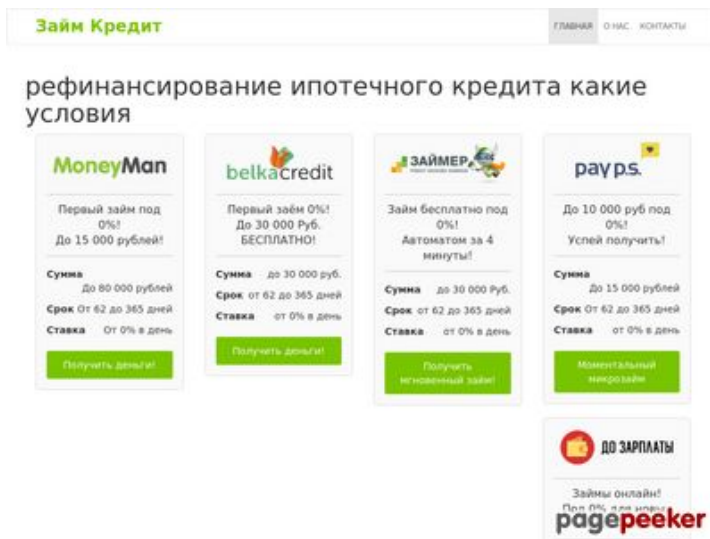 Займ Кредит
ГЛАВНАЯ О НАС КОНТАКТЫ
рефинансирование ипотечного кредита какие
условия
MoneyMan
Первый займ под
0%!
До 15 000 рублей!
Сумма
До 80 000 рублей
Срок От 62 до 365 дней
Ставка От 0% в день
Получить деньги!
belkacredit
Первый заём 0%!
До 30 000 Руб.
БЕСПЛАТНО!
Сумма до 30 000 руб.
Срок от 62 до 365 дней
Ставка от 0% в день
Получить деньги!
ЗАЙМЕР
Займ бесплатно под
0%!
Автоматом за 4
минуты!
Сумма до 30 000 Руб.
Срок от 62 до 365 дней
Ставка от 0% в день
Получить
мгновенный займ!
pay p.s.
До 10 000 руб под
0%!
Успей получить!
Сумма
До 15 000 рублей
Срок От 62 до 365 дней
Ставка от 0% в день
Моментальный
микрозайм
ДО ЗАРПЛАТЫ
Займы онлайн!
Под 0% для новых
pagepeeker